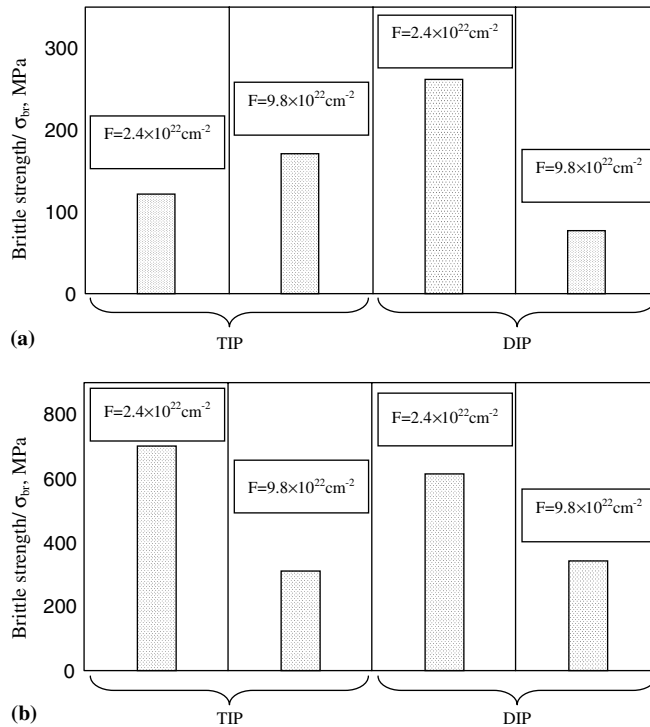 300
200
100
0
Brittle strength/ σbr, MPa
F=2.4×10²²cm⁻²
F=9.8×10²²cm⁻²
F=2.4×10²²cm⁻²
F=9.8×10²²cm⁻²
(a)
TIP
DIP
800
600
400
200
0
Brittle strength/ σbr, MPa
F=2.4×10²²cm⁻²
F=9.8×10²²cm⁻²
F=2.4×10²²cm⁻²
F=9.8×10²²cm⁻²
(b)
TIP
DIP